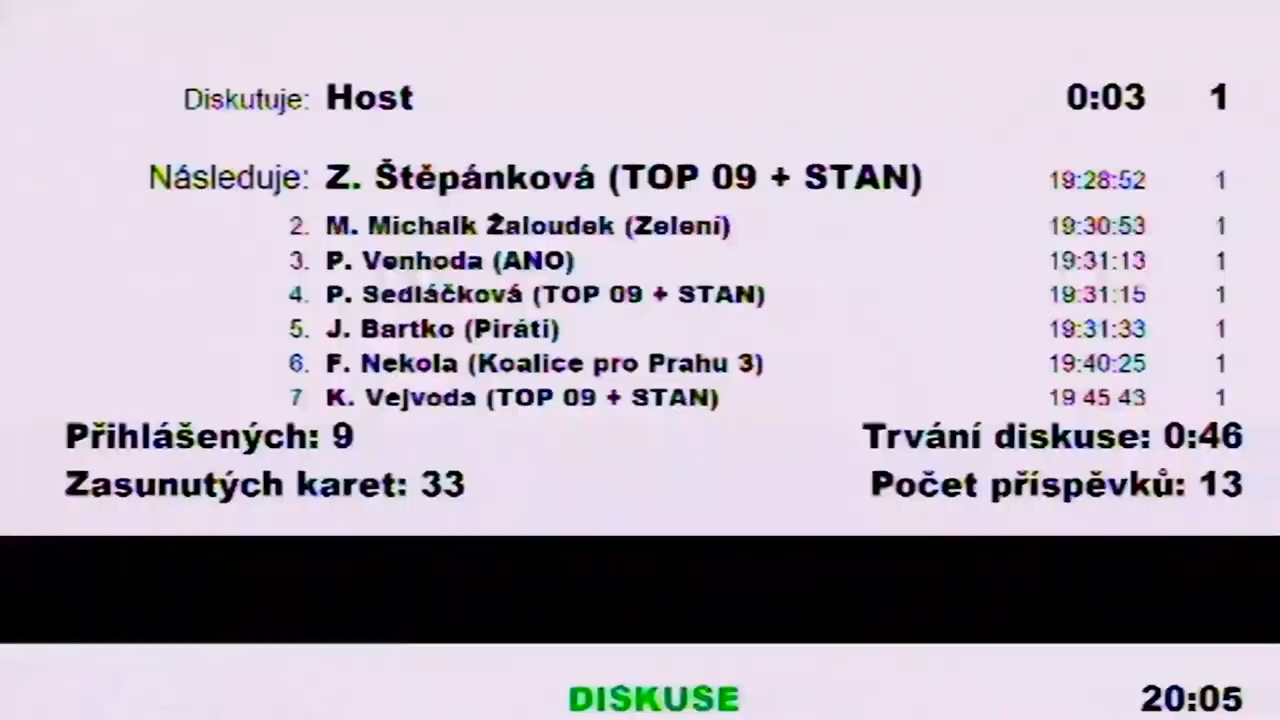 Diskutuje: Host 0:03 1
Následuje: Z. Štěpánková (TOP 09 + STAN) 19:28:52 1
2. M. Michalk Žaloudek (Zelení) 19:30:53 1
3. P. Venhoda (ANO) 19:31:13 1
4. P. Sedláčková (TOP 09 + STAN) 19:31:15 1
5. J. Bartko (Piráti) 19:31:33 1
6. F. Nekola (Koalice pro Prahu 3) 19:40:25 1
7 K. Vejvoda (TOP 09 + STAN) 19 45 43 1
Přihlášených: 9 Trvání diskuse: 0:46
Zasunutých karet: 33 Počet příspěvků: 13
DISKUSE 20:05